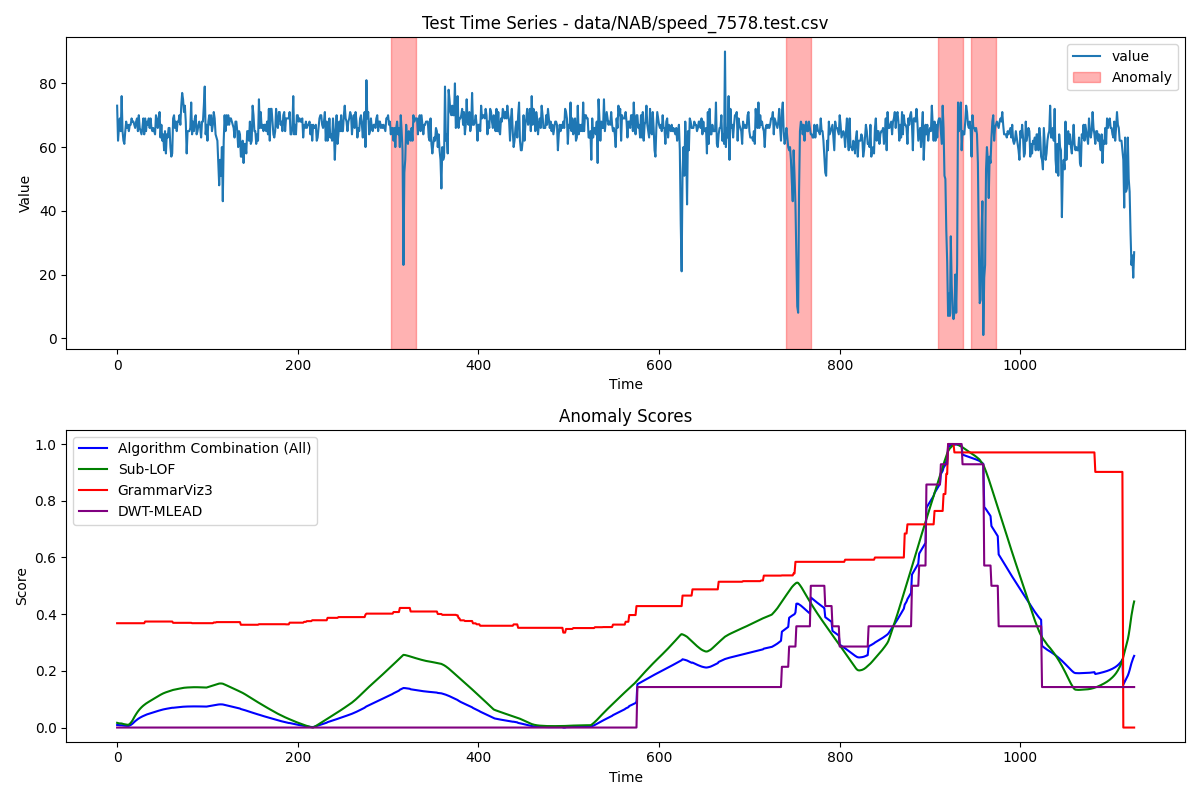 Test Time Series - data/NAB/speed_7578.test.csv
Value
80
60
40
20
0
value
Anomaly
0 200 400 600 800 1000
Time
Anomaly Scores
Score
1.0
0.8
0.6
0.4
0.2
0.0
Algorithm Combination (All)
Sub-LOF
GrammarViz3
DWT-MLEAD
0 200 400 600 800 1000
Time